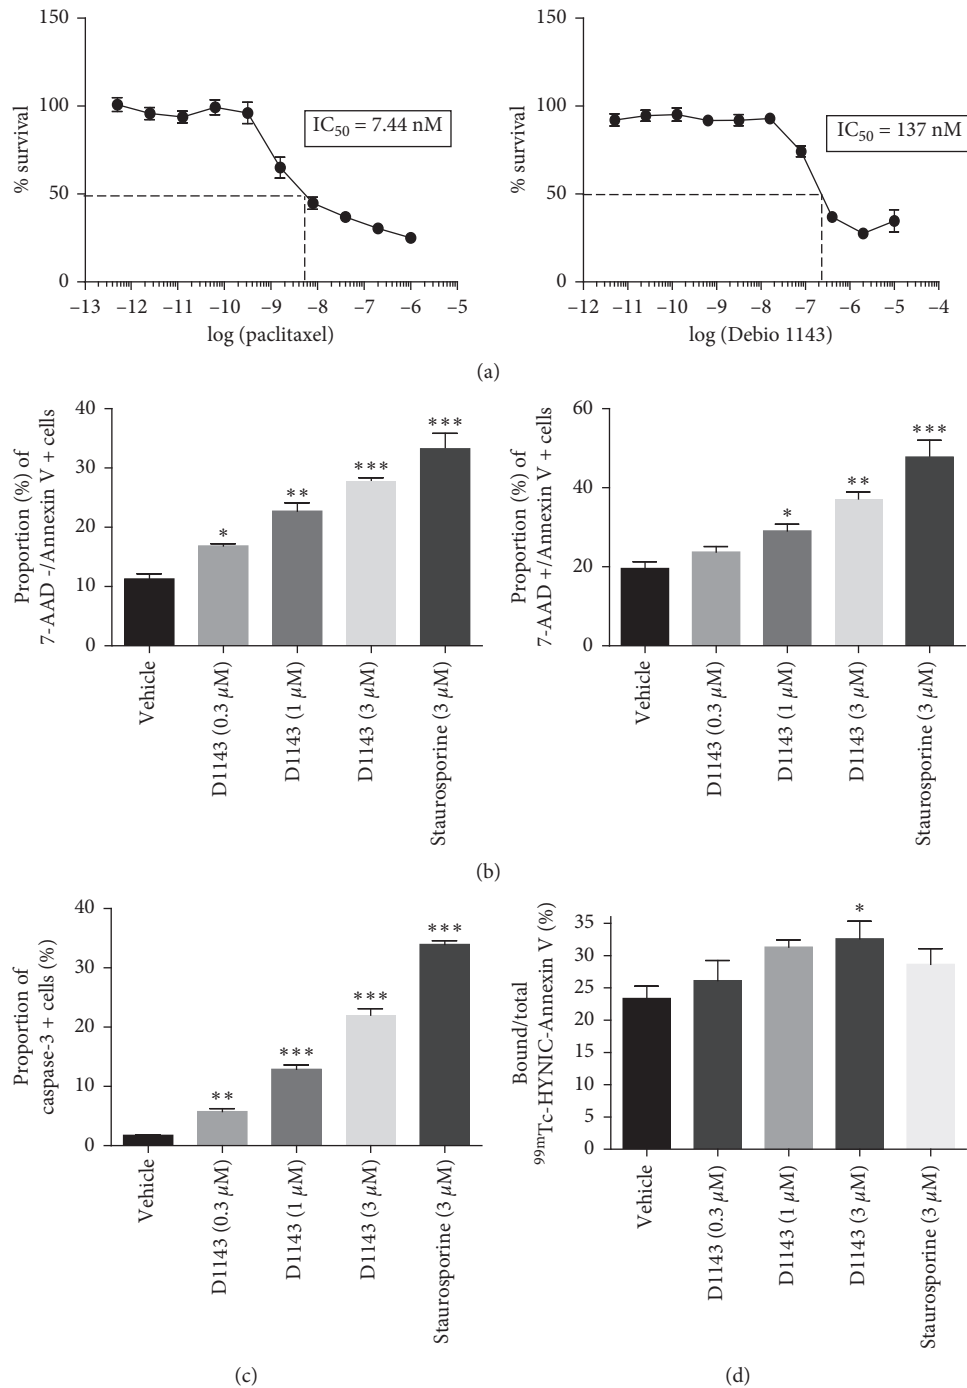 150
100
50
0
% survival
IC50 = 7.44 nM
−13 −12 −11 −10 −9 −8 −7 −6 −5
log (paclitaxel)
150
100
50
0
% survival
IC50 = 137 nM
−12 −11 −10 −9 −8 −7 −6 −5 −4
log (Debio 1143)
(a)
40
30
20
10
0
Proportion (%) of
7-AAD -/Annexin V + cells
*
**
***
***
Vehicle
D1143 (0.3 µM)
D1143 (1 µM)
D1143 (3 µM)
Staurosporine (3 µM)
60
40
20
0
Proportion (%) of
7-AAD +/Annexin V + cells
*
**
***
Vehicle
D1143 (0.3 µM)
D1143 (1 µM)
D1143 (3 µM)
Staurosporine (3 µM)
(b)
40
30
20
10
0
Proportion of
caspase-3 + cells (%)
**
***
***
***
Vehicle
D1143 (0.3 µM)
D1143 (1 µM)
D1143 (3 µM)
Staurosporine (3 µM)
(c)
35
30
25
20
15
10
5
0
Bound/total
99mTc-HYNIC-Annexin V (%)
*
Vehicle
D1143 (0.3 µM)
D1143 (1 µM)
D1143 (3 µM)
Staurosporine (3 µM)
(d)